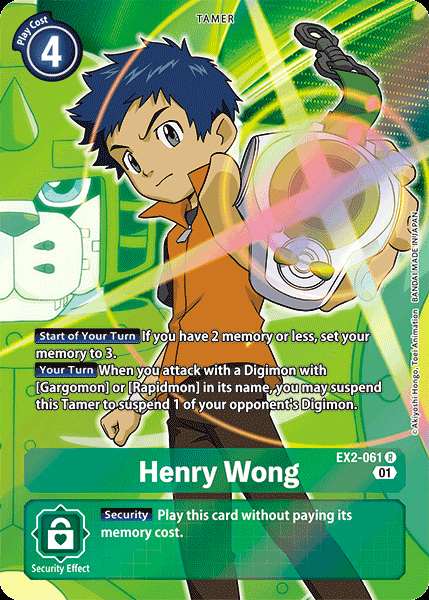 TAMER
Play Cost
4
Start of Your Turn If you have 2 memory or less, set your
memory to 3.
Your Turn When you attack with a Digimon with
[Gargomon] or [Rapidmon] in its name, you may suspend
this Tamer to suspend 1 of your opponent's Digimon.
©Akiyoshi Hongo, Toei Animation BANDAI MADE IN JAPAN
Henry Wong
EX2-061 R
01
Security Play this card without paying its
memory cost.
Security Effect